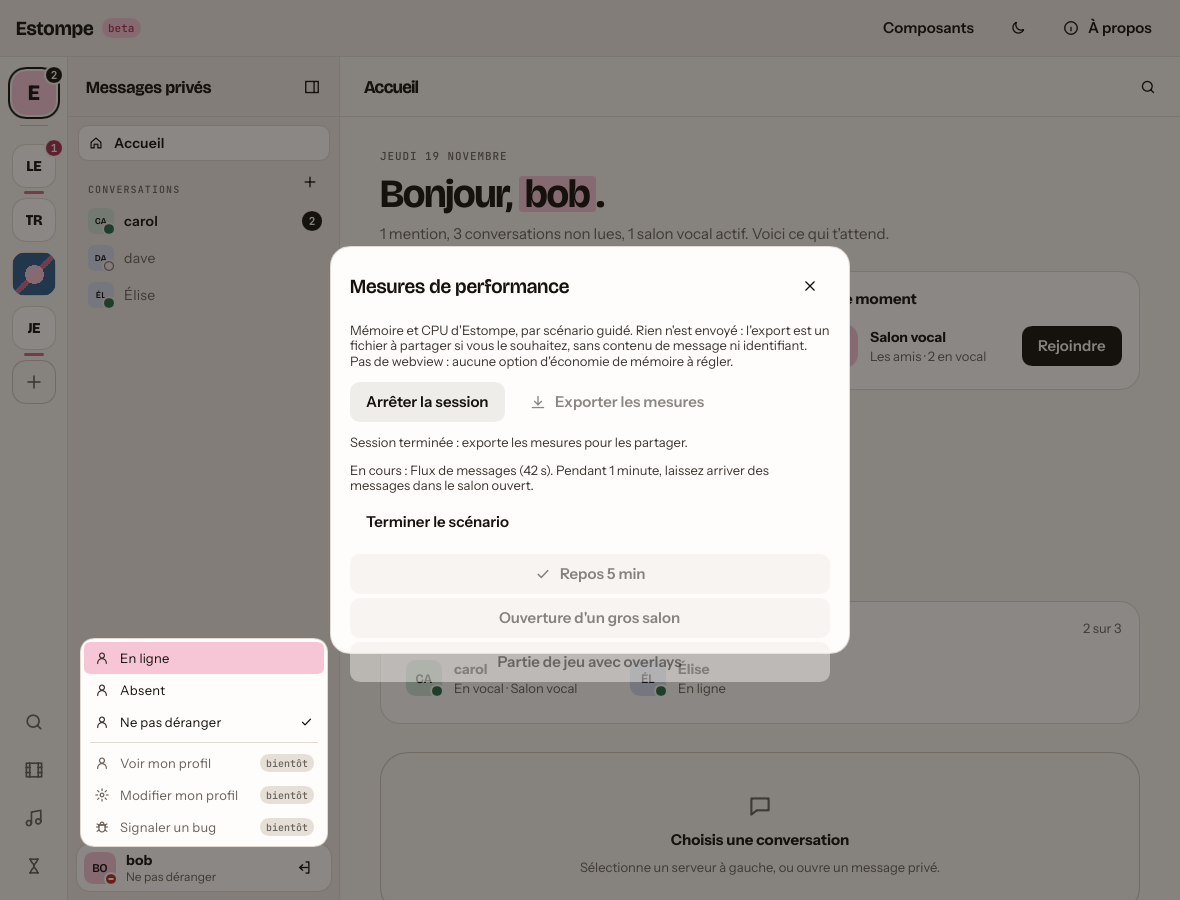 Estompe
beta
Composants
À propos
E
2
Messages privés
Accueil
LE
1
Accueil
TR
CONVERSATIONS
CA
carol
2
DA
dave
ÉL
Élise
JE
JEUDI 19 NOVEMBRE
Bonjour, bob.
1 mention, 3 conversations non lues, 1 salon vocal actif. Voici ce qui t'attend.
moment
Salon vocal
Les amis · 2 en vocal
Rejoindre
Mesures de performance
Mémoire et CPU d'Estompe, par scénario guidé. Rien n'est envoyé : l'export est un
fichier à partager si vous le souhaitez, sans contenu de message ni identifiant.
Pas de webview : aucune option d'économie de mémoire à régler.
Arrêter la session
Exporter les mesures
Session terminée : exporte les mesures pour les partager.
En cours : Flux de messages (42 s). Pendant 1 minute, laissez arriver des
messages dans le salon ouvert.
Terminer le scénario
Repos 5 min
Ouverture d'un gros salon
Partie de jeu avec overlays
2 sur 3
CA
carol
En vocal · Salon vocal
ÉL
Élise
En ligne
Choisis une conversation
Sélectionne un serveur à gauche, ou ouvre un message privé.
En ligne
Absent
Ne pas déranger
Voir mon profil
bientôt
Modifier mon profil
bientôt
Signaler un bug
bientôt
BO
bob
Ne pas déranger